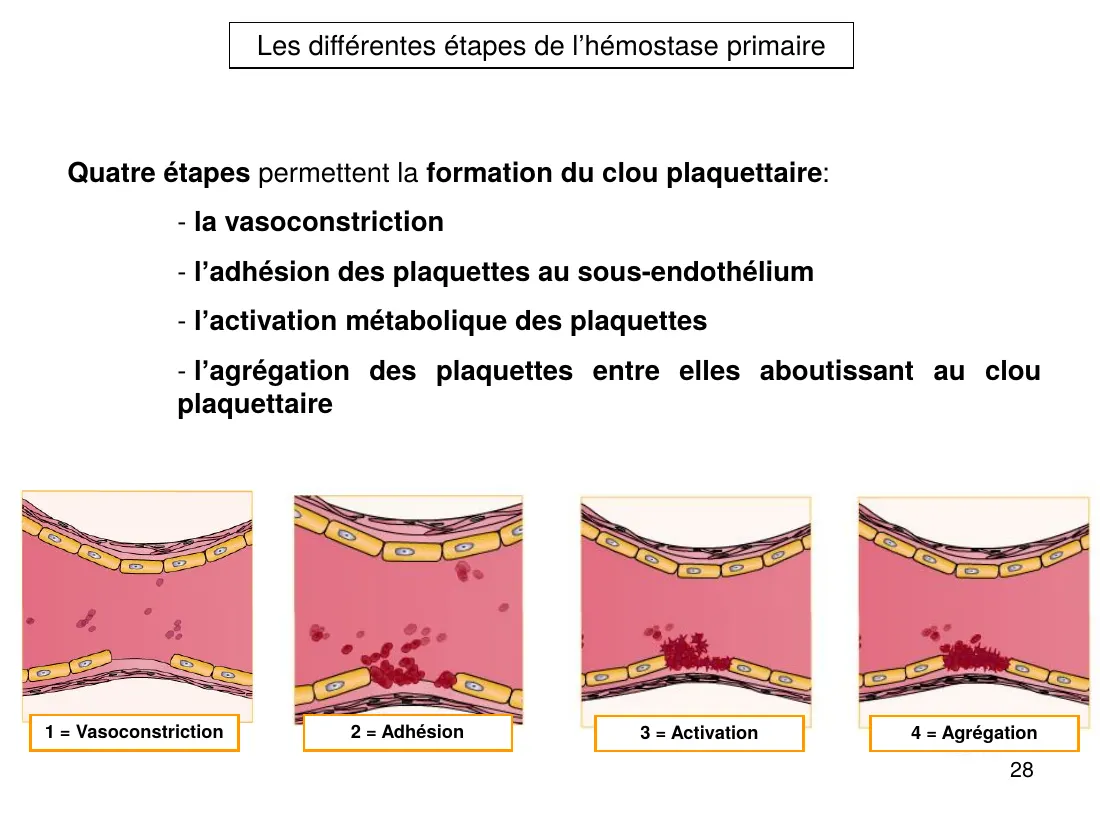 Les différentes étapes de l'hémostase primaire
Quatre étapes permettent la formation du clou plaquettaire:
- la vasoconstriction
- l'adhésion des plaquettes au sous-endothélium
- l'activation métabolique des plaquettes
- l'agrégation des plaquettes entre elles aboutissant au clou
plaquettaire
1 = Vasoconstriction
2 = Adhésion
3 = Activation
4 = Agrégation
28